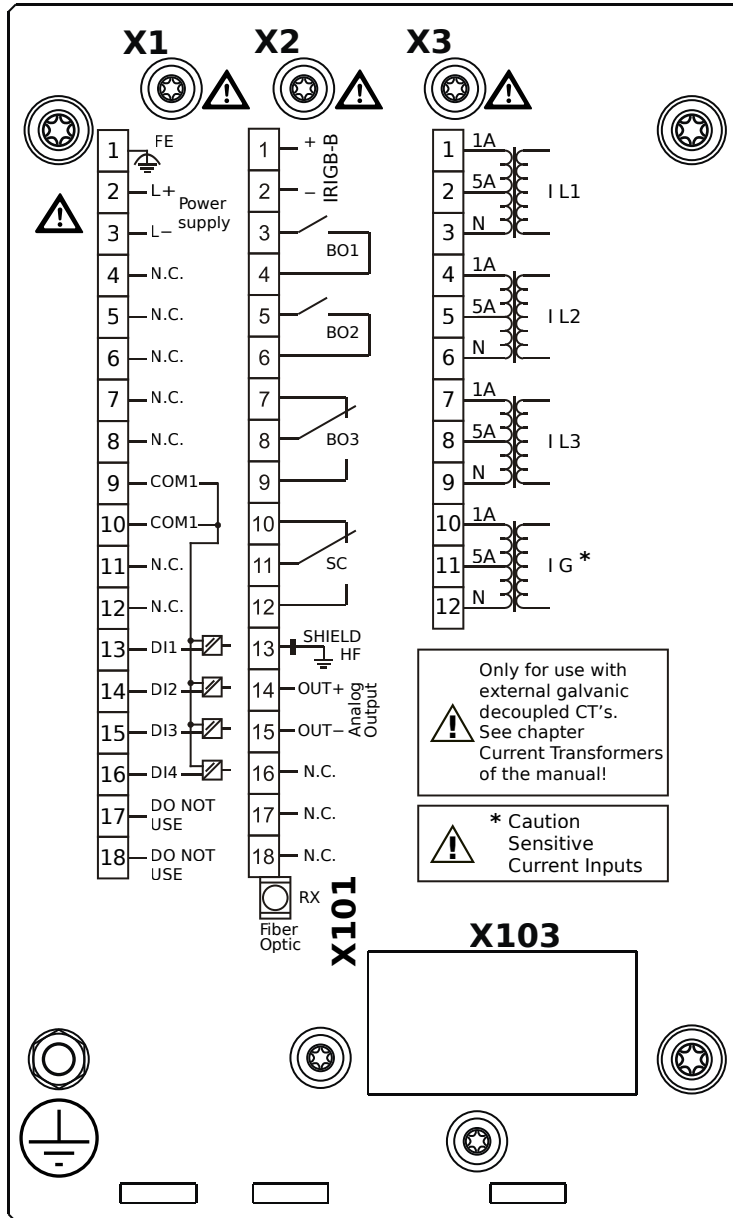 X1
1 FE
2 L+ Power
supply
3 L−
4 N.C.
5 N.C.
6 N.C.
7 N.C.
8 N.C.
9 COM1
10 COM1
11 N.C.
12 N.C.
13 DI1
14 DI2
15 DI3
16 DI4
17 DO NOT
USE
18 DO NOT
USE
X2
1 +
2 −
IRIGB-B
3
BO1
4
5
BO2
6
7
8 BO3
9
10
11 SC
12
13 SHIELD
HF
14 OUT+
15 OUT−
Analog
Output
16 N.C.
17 N.C.
18 N.C.
RX
Fiber
Optic
X101
X3
1 1A
2 5A I L1
3 N
4 1A
5 5A I L2
6 N
7 1A
8 5A I L3
9 N
10 1A
11 5A I G *
12 N
! Only for use with
external galvanic
decoupled CT's.
See chapter
Current Transformers
of the manual!
! * Caution
Sensitive
Current Inputs
X103